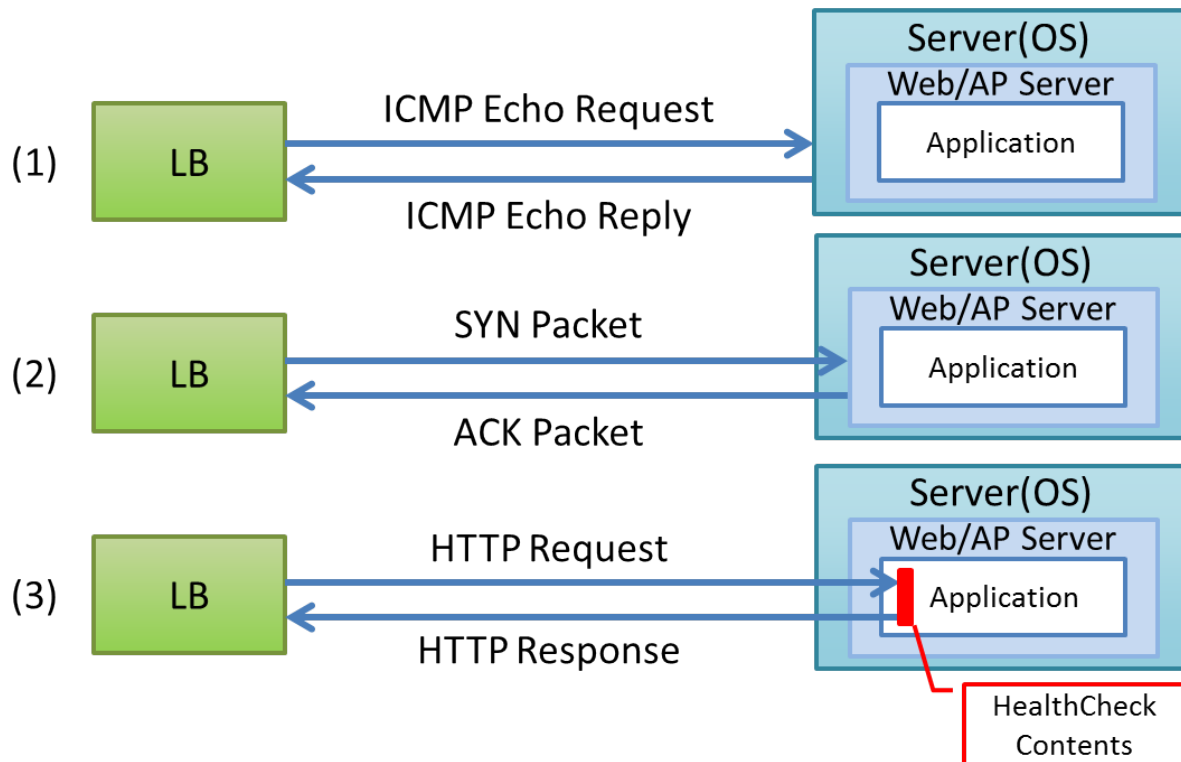 Server(OS)
Web/AP Server
Application
ICMP Echo Request
(1)
LB
ICMP Echo Reply
Server(OS)
Web/AP Server
Application
SYN Packet
(2)
LB
ACK Packet
Server(OS)
Web/AP Server
Application
HTTP Request
(3)
LB
HTTP Response
HealthCheck
Contents